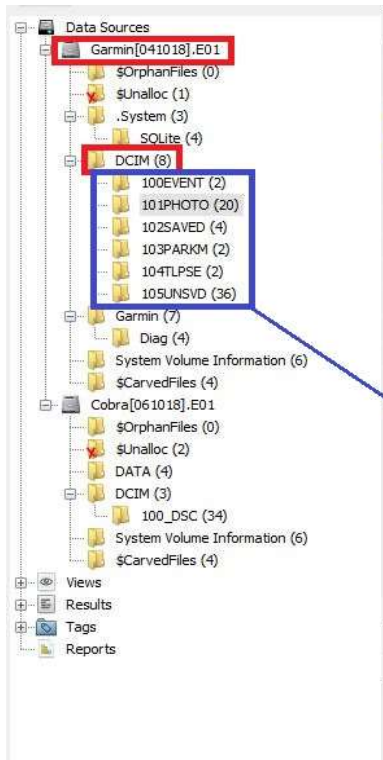 Data Sources
Garmin[041018].E01
$OrphanFiles (0)
$Unalloc (1)
.System (3)
SQLite (4)
DCIM (8)
100EVENT (2)
101PHOTO (20)
102SAVED (4)
103PARKM (2)
104TLPSE (2)
105UNSVD (36)
Garmin (7)
Diag (4)
System Volume Information (6)
$CarvedFiles (4)
Cobra[061018].E01
$OrphanFiles (0)
$Unalloc (2)
DATA (4)
DCIM (3)
100_DSC (34)
System Volume Information (6)
$CarvedFiles (4)
Views
Results
Tags
Reports